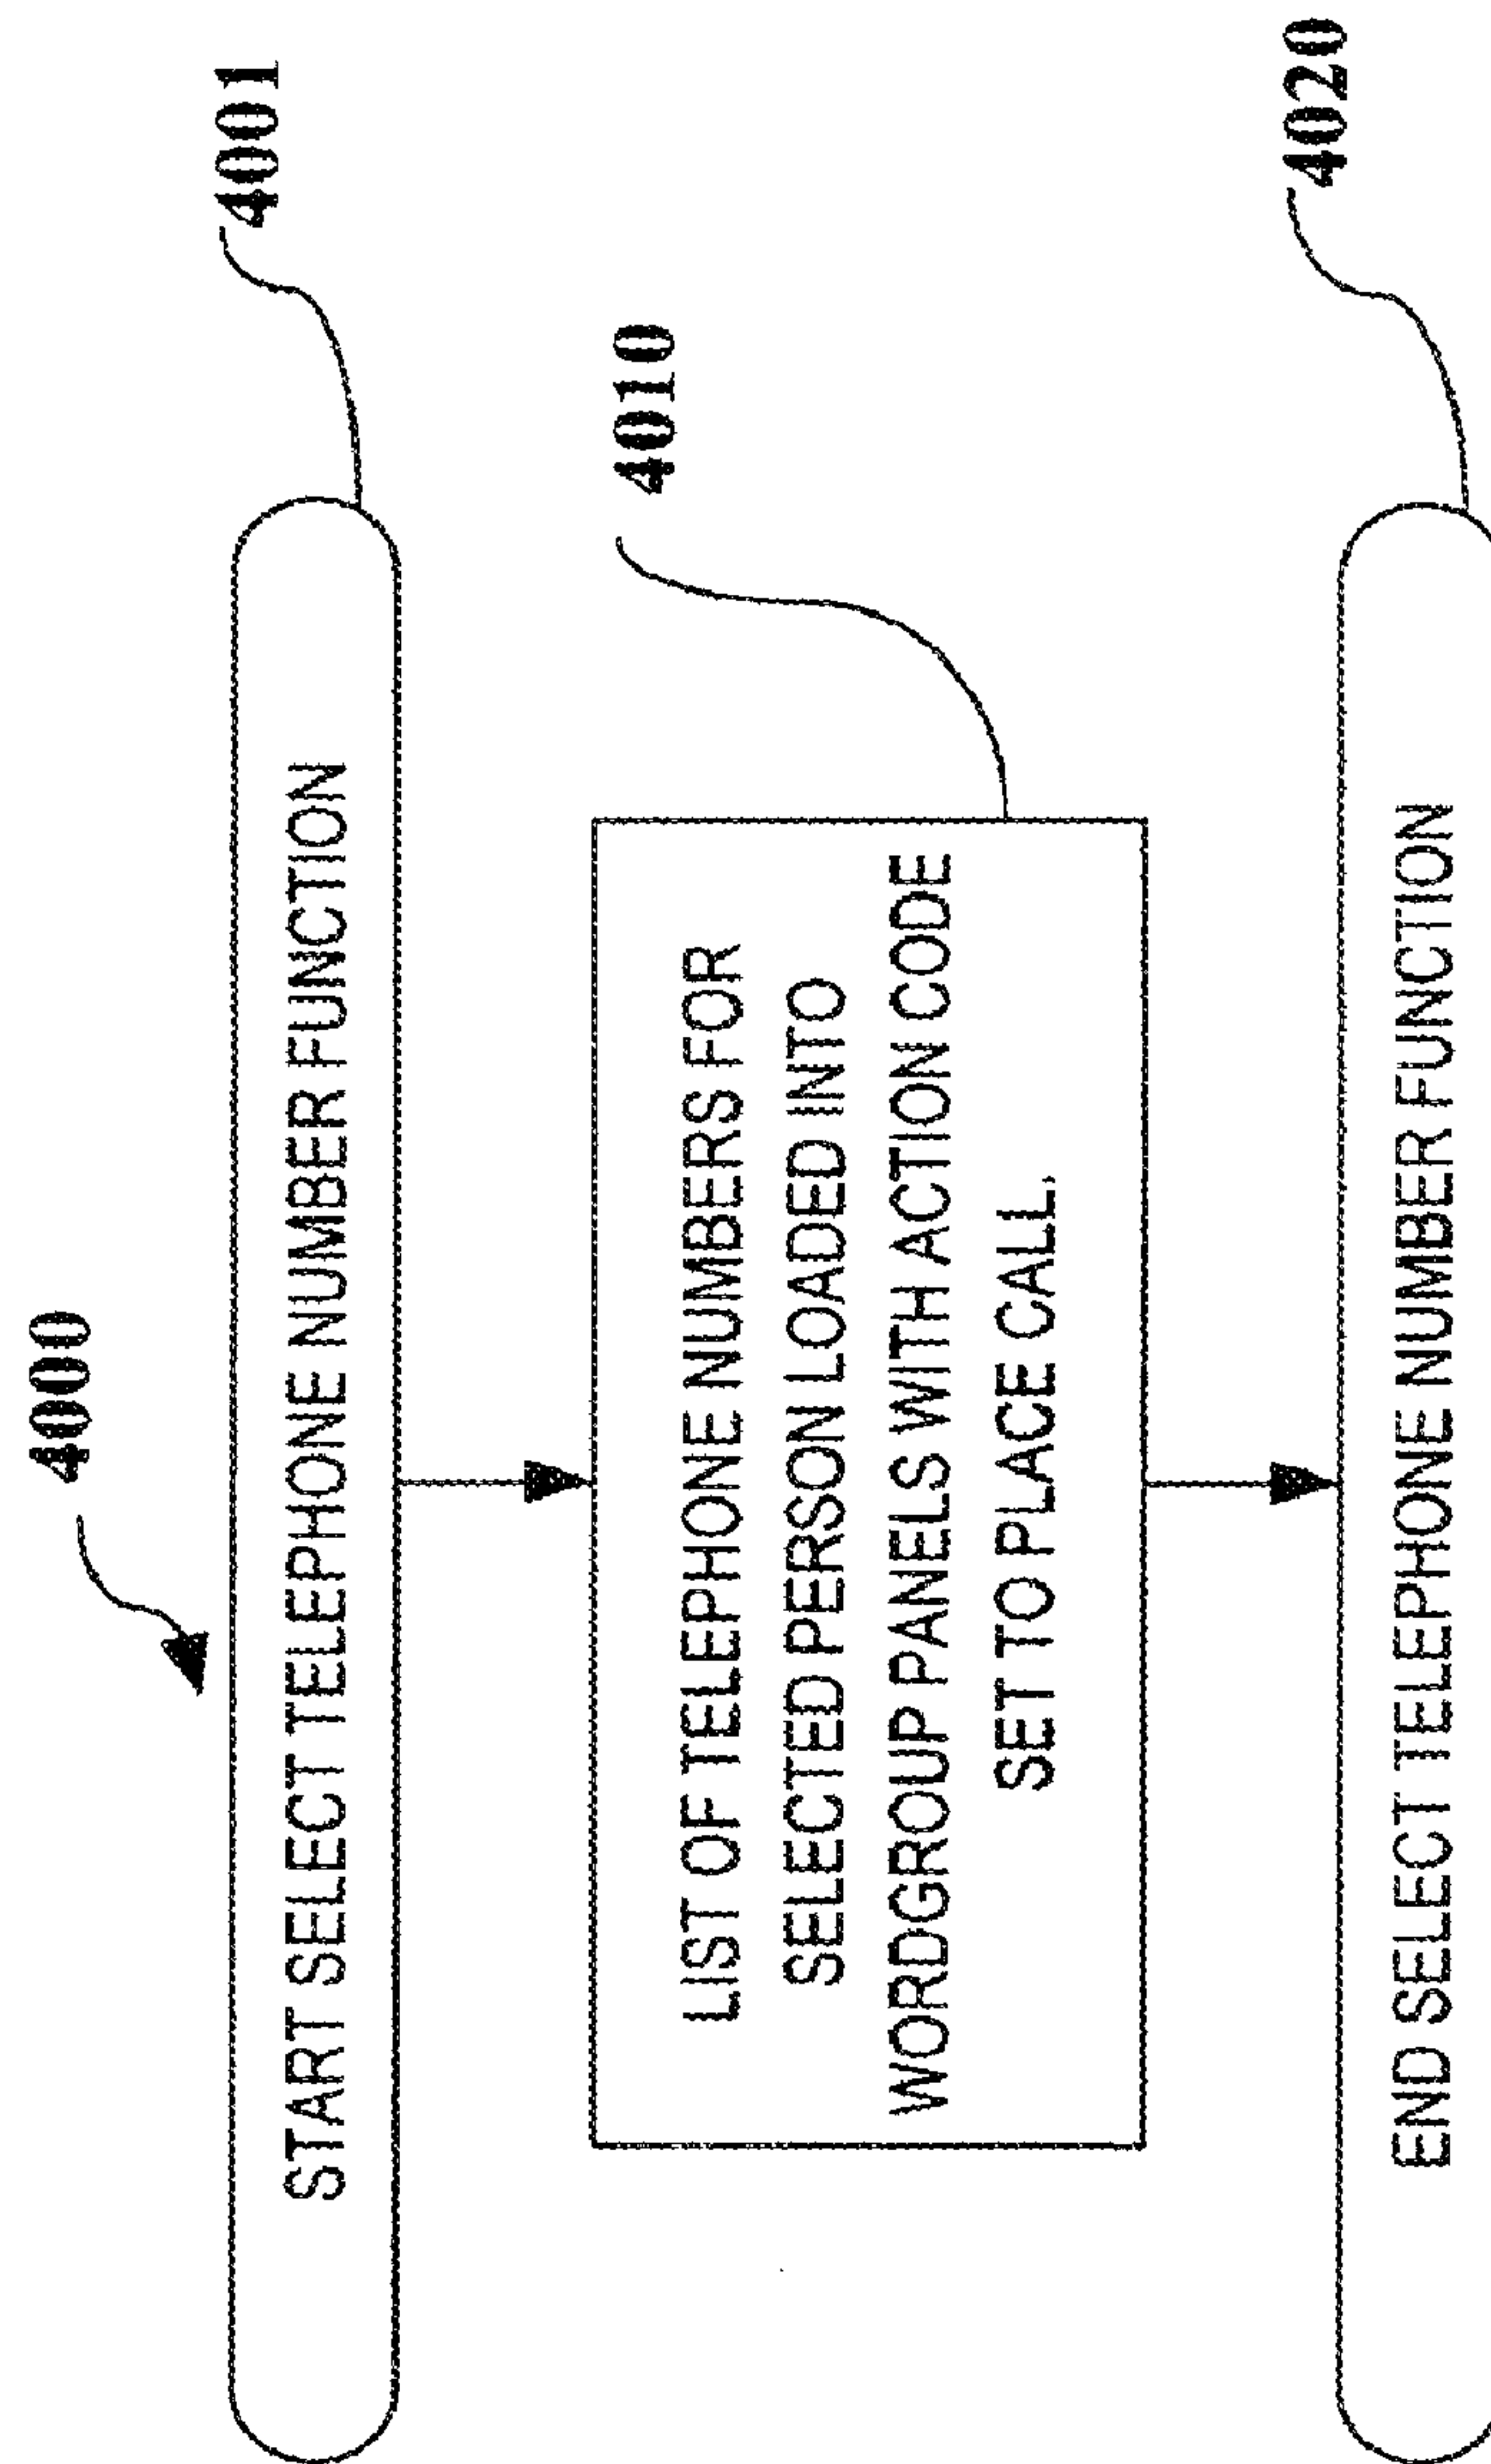 4000
START SELECT TELEPHONE NUMBER FUNCTION
4001
LIST OF TELEPHONE NUMBERS FOR
SELECTED PERSON LOADED INTO
WORDGROUP PANELS WITH ACTION CODE
SET TO PLACE CALL.
4010
END SELECT TELEPHONE NUMBER FUNCTION
4020